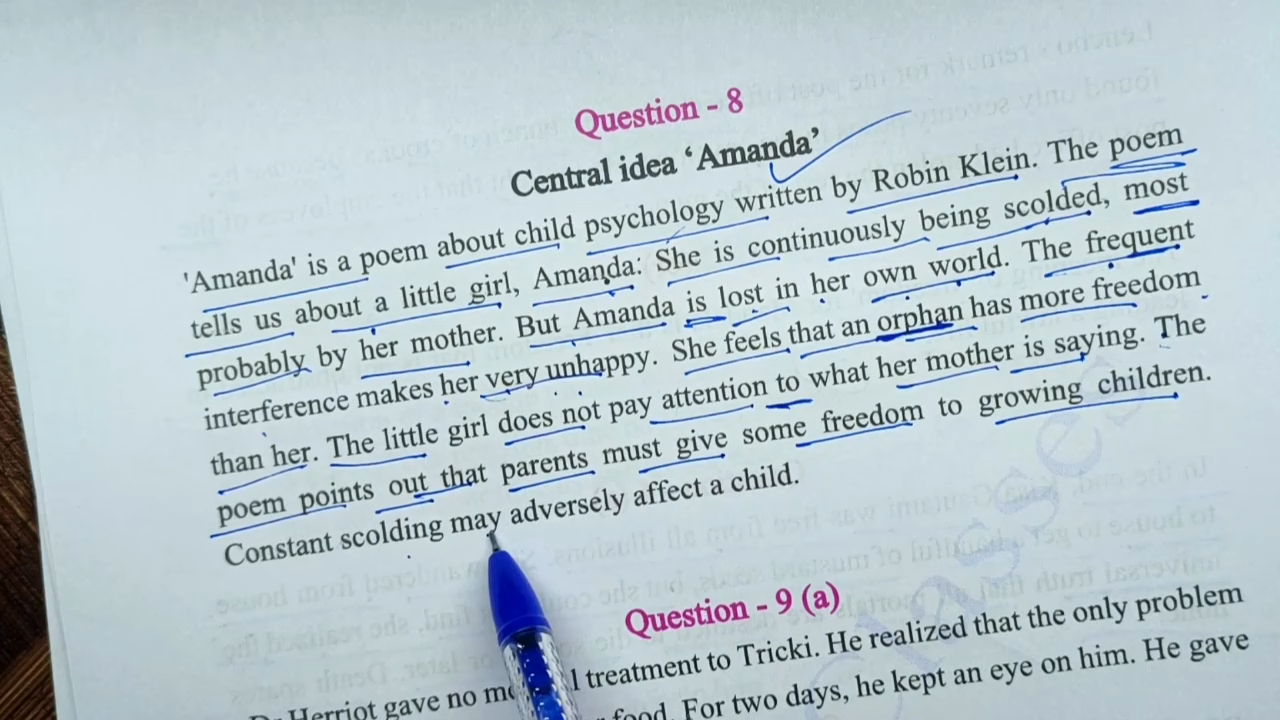 Question - 8
Central idea ‘Amanda’
'Amanda' is a poem about child psychology written by Robin Klein. The poem
tells us about a little girl, Amanda: She is continuously being scolded, most
probably by her mother. But Amanda is lost in her own world. The frequent
interference makes her very unhappy. She feels that an orphan has more freedom
than her. The little girl does not pay attention to what her mother is saying. The
poem points out that parents must give some freedom to growing children.
Constant scolding may adversely affect a child.
Question - 9 (a)
Herriot gave no treatment to Tricki. He realized that the only problem
food. For two days, he kept an eye on him. He gave